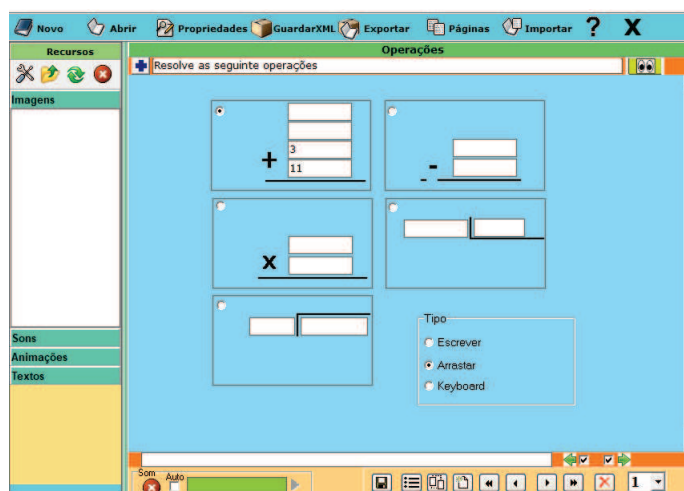 Novo Abrir Propriedades GuardarXML Exportar Páginas Importar ? X
Recursos
Operações
Resolve as seguinte operações
Imagens
+
3
11
-
x
Tipo
Escrever
Arrastar
Keyboard
Sons
Animações
Textos
Som
Auto
1